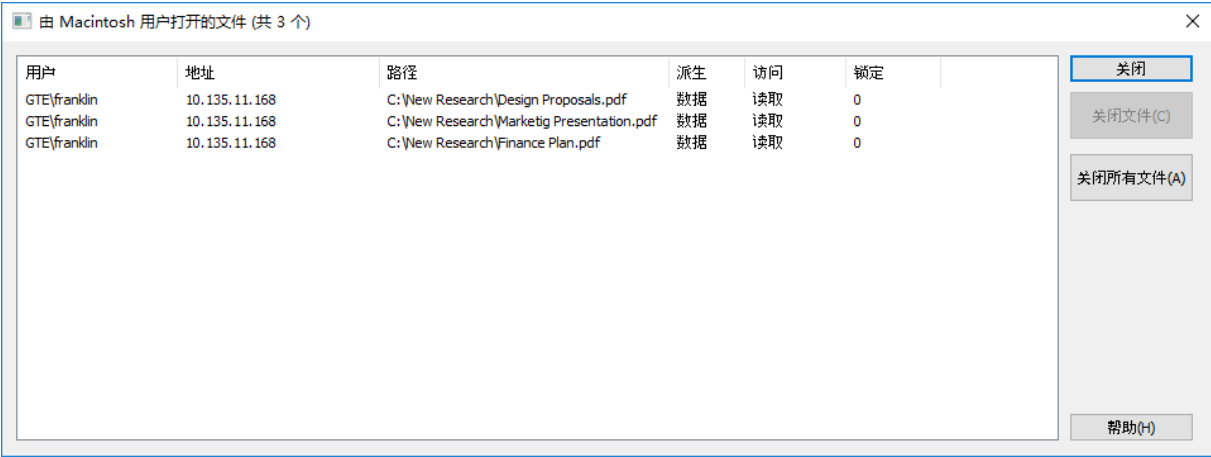 由 Macintosh 用户打开的文件 (共 3 个)
用户 地址 路径 派生 访问 锁定
GTE\franklin 10.135.11.168 C:\New Research\Design Proposals.pdf 数据 读取 0
GTE\franklin 10.135.11.168 C:\New Research\Marketig Presentation.pdf 数据 读取 0
GTE\franklin 10.135.11.168 C:\New Research\Finance Plan.pdf 数据 读取 0
关闭
关闭文件(C)
关闭所有文件(A)
帮助(H)